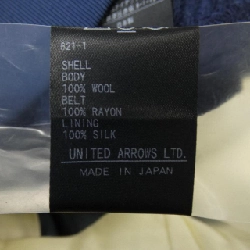 621-1
SHELL
BODY
100% WOOL
BELT
100% RAYON
LINING
100% SILK
UNITED ARROWS LTD.
MADE IN JAPAN